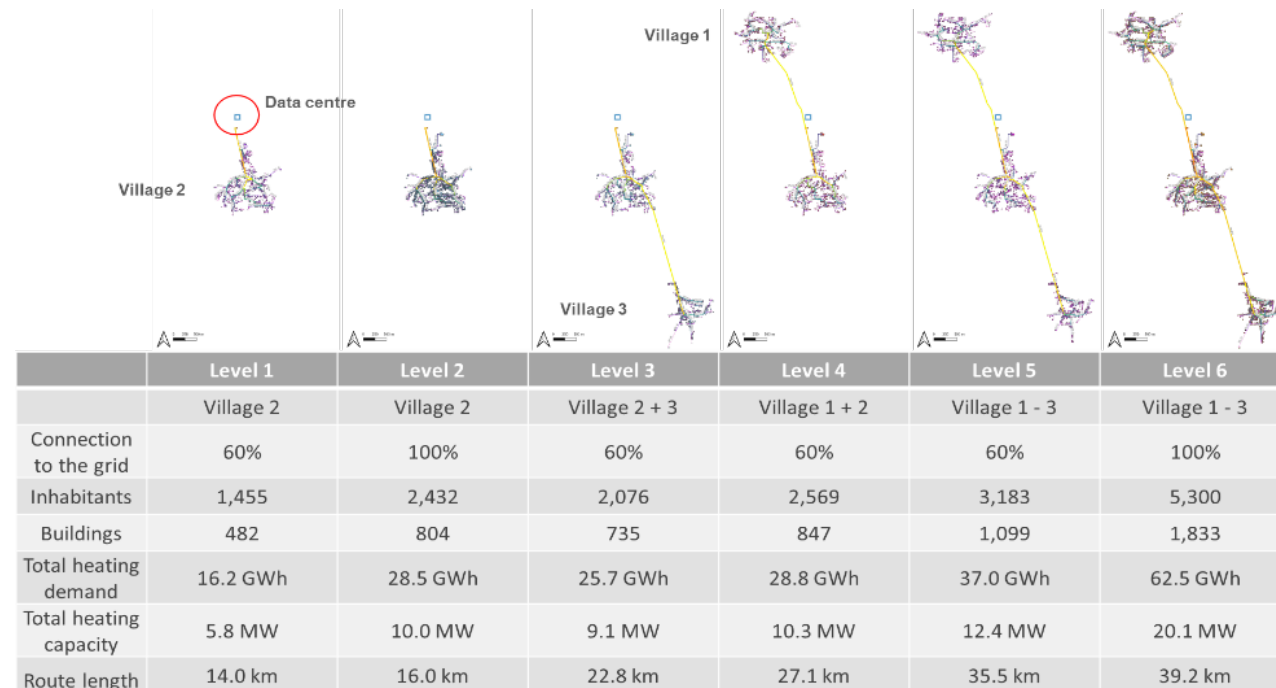 Village 1
Data centre
Village 2
Village 3
Level 1 Level 2 Level 3 Level 4 Level 5 Level 6
Village 2 Village 2 Village 2 + 3 Village 1 + 2 Village 1 - 3 Village 1 - 3
Connection to the grid 60% 100% 60% 60% 60% 100%
Inhabitants 1,455 2,432 2,076 2,569 3,183 5,300
Buildings 482 804 735 847 1,099 1,833
Total heating demand 16.2 GWh 28.5 GWh 25.7 GWh 28.8 GWh 37.0 GWh 62.5 GWh
Total heating capacity 5.8 MW 10.0 MW 9.1 MW 10.3 MW 12.4 MW 20.1 MW
Route length 14.0 km 16.0 km 22.8 km 27.1 km 35.5 km 39.2 km